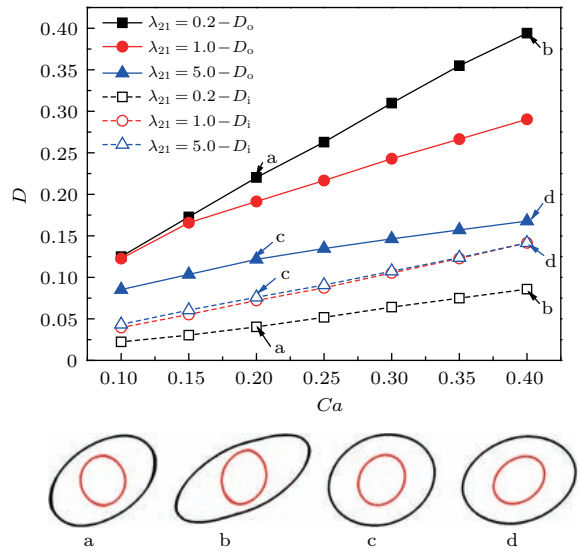 λ₂₁ = 0.2 – Dₒ
λ₂₁ = 1.0 – Dₒ
λ₂₁ = 5.0 – Dₒ
λ₂₁ = 0.2 – Dᵢ
λ₂₁ = 1.0 – Dᵢ
λ₂₁ = 5.0 – Dᵢ
0.40
0.35
0.30
0.25
0.20
0.15
0.10
0.05
0
D
a
b
c
d
c
d
a
b
0.10 0.15 0.20 0.25 0.30 0.35 0.40
Ca
a b c d